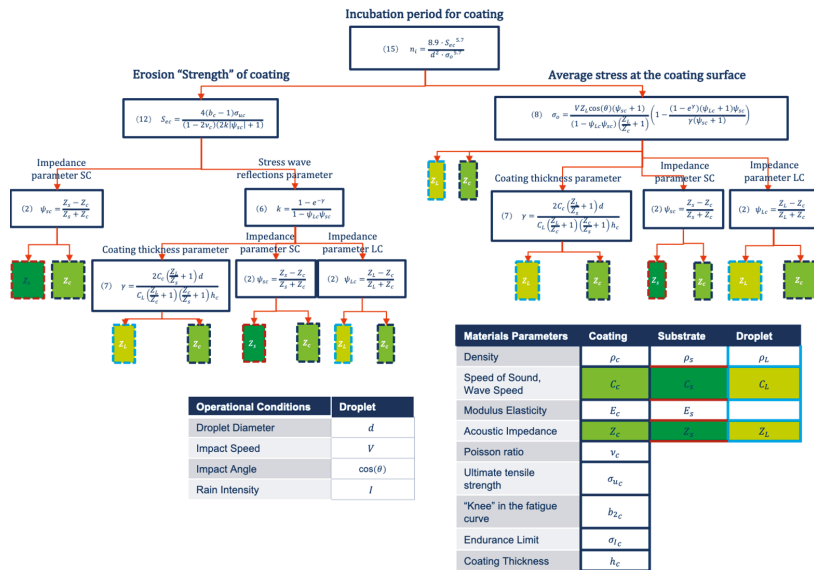 Incubation period for coating
(15) n_i = 8.9 · S_ec^5.7 / d² · σ_o^5.7
Erosion "Strength" of coating
Average stress at the coating surface
(12) S_ec = 4(b_c − 1)σ_uc / (1 − 2ν_c)(2k|ψ_sc| + 1)
(8) σ_o = VZ_L cos(θ)(ψ_sc + 1) / (1 − ψ_Lc ψ_sc)(Z_L/Z_c + 1) (1 − (1 − e^γ)(ψ_Lc + 1)ψ_sc / γ(ψ_sc + 1))
Impedance parameter SC
Stress wave reflections parameter
Z_L
Z_c
Coating thickness parameter
Impedance parameter SC
Impedance parameter LC
(2) ψ_sc = Z_s − Z_c / Z_s + Z_c
(6) k = 1 − e^−γ / 1 − ψ_Lc ψ_sc
(7) γ = 2C_c (Z_L/Z_s + 1) d / C_L (Z_L/Z_c + 1)(Z_c/Z_s + 1) h_c
(2) ψ_sc = Z_s − Z_c / Z_s + Z_c
(2) ψ_Lc = Z_L − Z_c / Z_L + Z_c
Z_s
Z_c
Coating thickness parameter
Impedance parameter SC
Impedance parameter LC
Z_L
Z_c
Z_s
Z_c
Z_L
Z_c
(7) γ = 2C_c (Z_L/Z_s + 1) d / C_L (Z_L/Z_c + 1)(Z_c/Z_s + 1) h_c
(2) ψ_sc = Z_s − Z_c / Z_s + Z_c
(2) ψ_Lc = Z_L − Z_c / Z_L + Z_c
Z_L
Z_c
Z_s
Z_c
Z_L
Z_c
Operational Conditions Droplet
Droplet Diameter d
Impact Speed V
Impact Angle cos(θ)
Rain Intensity I
Materials Parameters Coating Substrate Droplet
Density ρ_c ρ_s ρ_L
Speed of Sound, Wave Speed C_c C_s C_L
Modulus Elasticity E_c E_s
Acoustic Impedance Z_c Z_s Z_L
Poisson ratio ν_c
Ultimate tensile strength σ_u_c
"Knee" in the fatigue curve b_2_c
Endurance Limit σ_I_c
Coating Thickness h_c